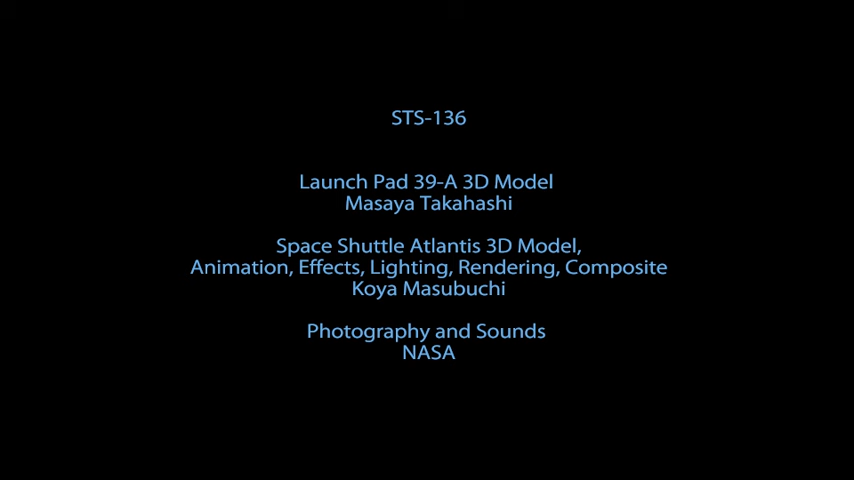 STS-136
Launch Pad 39-A 3D Model
Masaya Takahashi
Space Shuttle Atlantis 3D Model,
Animation, Effects, Lighting, Rendering, Composite
Koya Masubuchi
Photography and Sounds
NASA